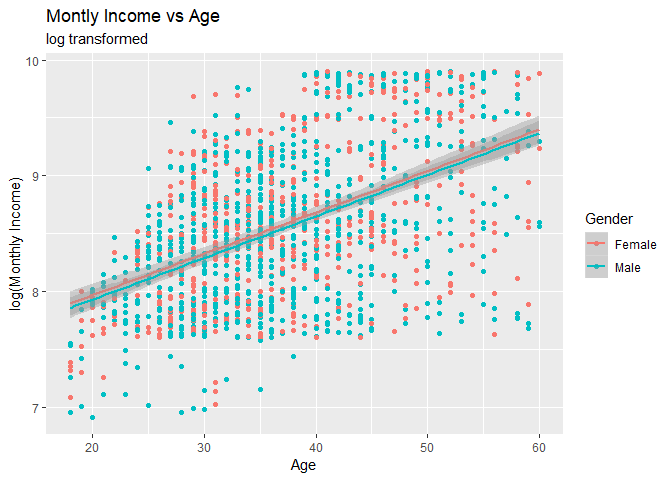 Montly Income vs Age
log transformed
10
9
8
7
log(Monthly Income)
20
30
40
50
60
Age
Gender
Female
Male